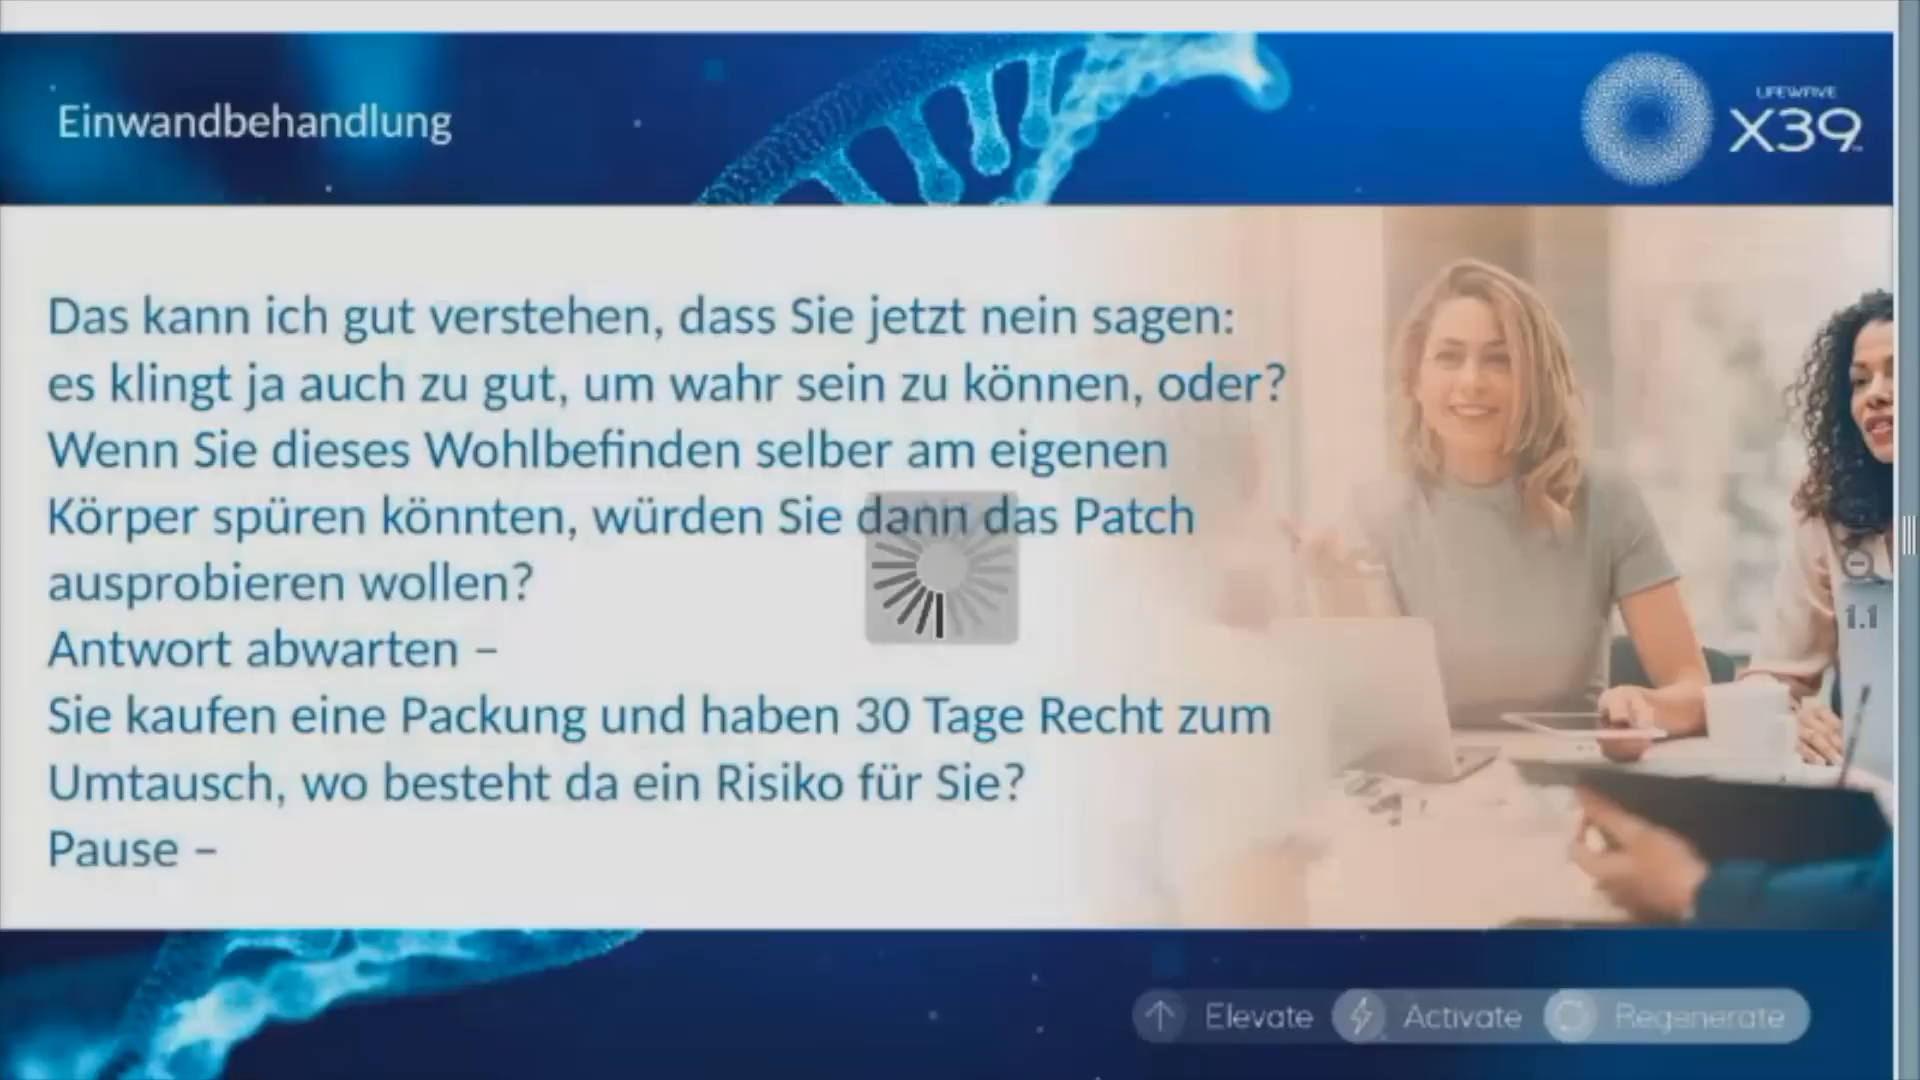 Einwandbehandlung
LIFEWAVE
X39
Das kann ich gut verstehen, dass Sie jetzt nein sagen:
es klingt ja auch zu gut, um wahr sein zu können, oder?
Wenn Sie dieses Wohlbefinden selber am eigenen
Körper spüren könnten, würden Sie dann das Patch
ausprobieren wollen?
Antwort abwarten –
Sie kaufen eine Packung und haben 30 Tage Recht zum
Umtausch, wo besteht da ein Risiko für Sie?
Pause –
1.1
Elevate Activate Regenerate